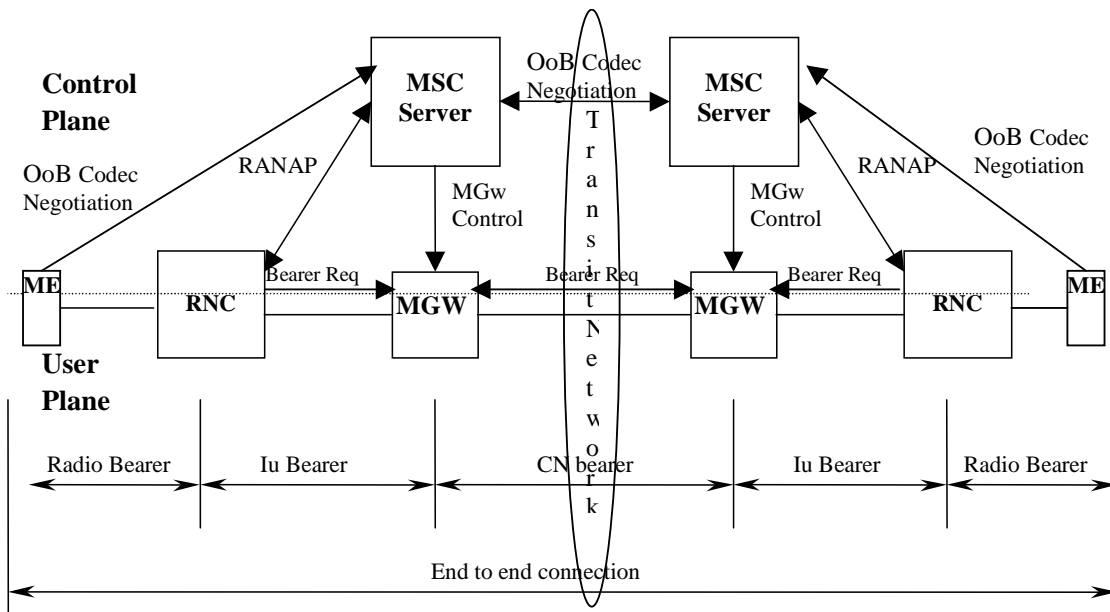 Control
Plane
MSC
Server
OoB Codec
Negotiation
MSC
Server
OoB Codec
Negotiation
RANAP
MGw
Control
Transit Network
MGw
Control
RANAP
OoB Codec
Negotiation
ME
RNC
Bearer Req
MGW
Bearer Req
MGW
Bearer Req
RNC
ME
User
Plane
Radio Bearer
Iu Bearer
CN bearer
Iu Bearer
Radio Bearer
End to end connection